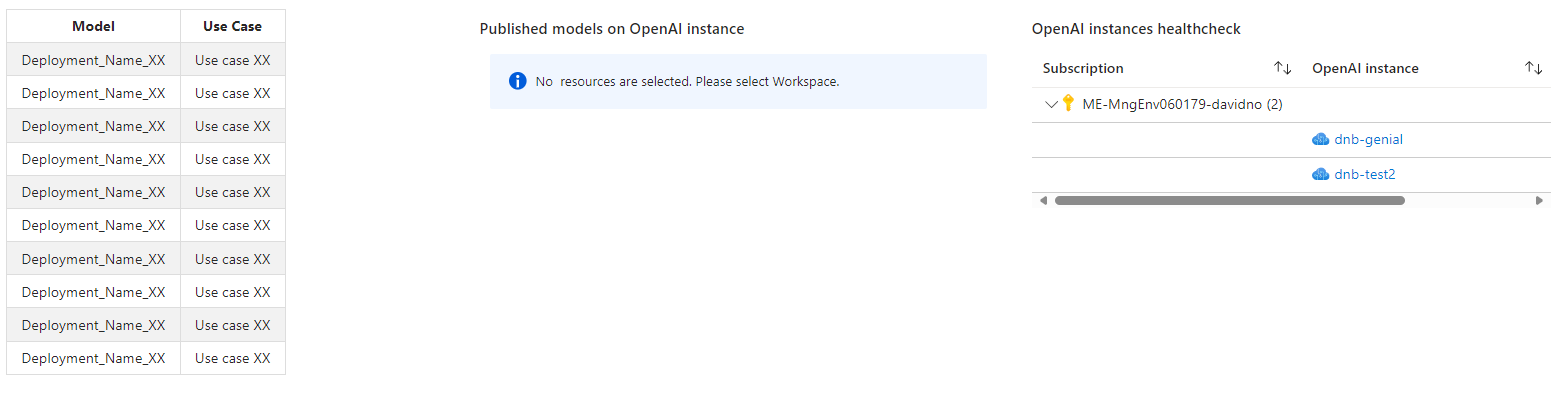 Model Use Case
Deployment_Name_XX Use case XX
Deployment_Name_XX Use case XX
Deployment_Name_XX Use case XX
Deployment_Name_XX Use case XX
Deployment_Name_XX Use case XX
Deployment_Name_XX Use case XX
Deployment_Name_XX Use case XX
Deployment_Name_XX Use case XX
Deployment_Name_XX Use case XX
Deployment_Name_XX Use case XX
Published models on OpenAI instance
No resources are selected. Please select Workspace.
OpenAI instances healthcheck
Subscription OpenAI instance
ME-MngEnv060179-davidno (2)
dnb-genial
dnb-test2